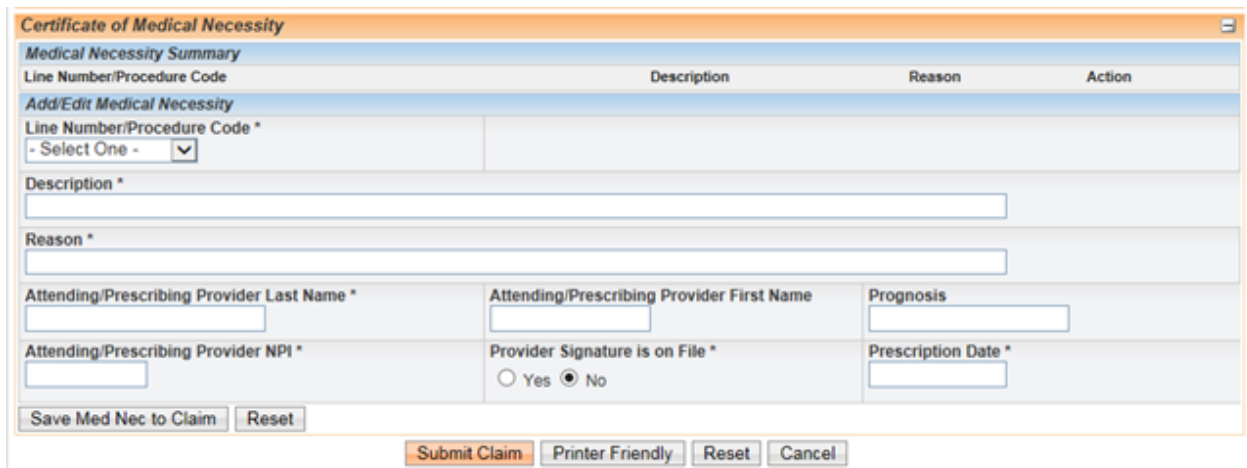 Certificate of Medical Necessity
Medical Necessity Summary
Line Number/Procedure Code Description Reason Action
Add/Edit Medical Necessity
Line Number/Procedure Code *
- Select One -
Description *
Reason *
Attending/Prescribing Provider Last Name * Attending/Prescribing Provider First Name Prognosis
Attending/Prescribing Provider NPI * Provider Signature is on File * Prescription Date *
Yes No
Save Med Nec to Claim Reset
Submit Claim Printer Friendly Reset Cancel